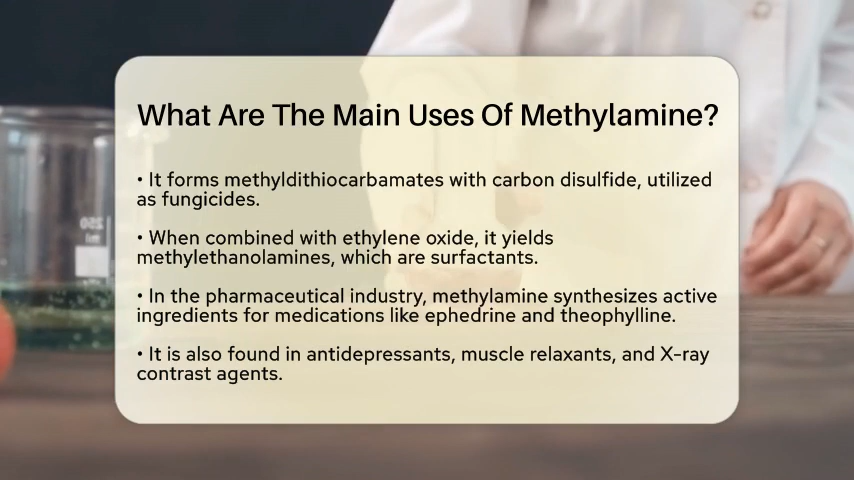 What Are The Main Uses Of Methylamine?
• It forms methyldithiocarbamates with carbon disulfide, utilized
as fungicides.
• When combined with ethylene oxide, it yields
methylethanolamines, which are surfactants.
• In the pharmaceutical industry, methylamine synthesizes active
ingredients for medications like ephedrine and theophylline.
• It is also found in antidepressants, muscle relaxants, and X-ray
contrast agents.
250
ml